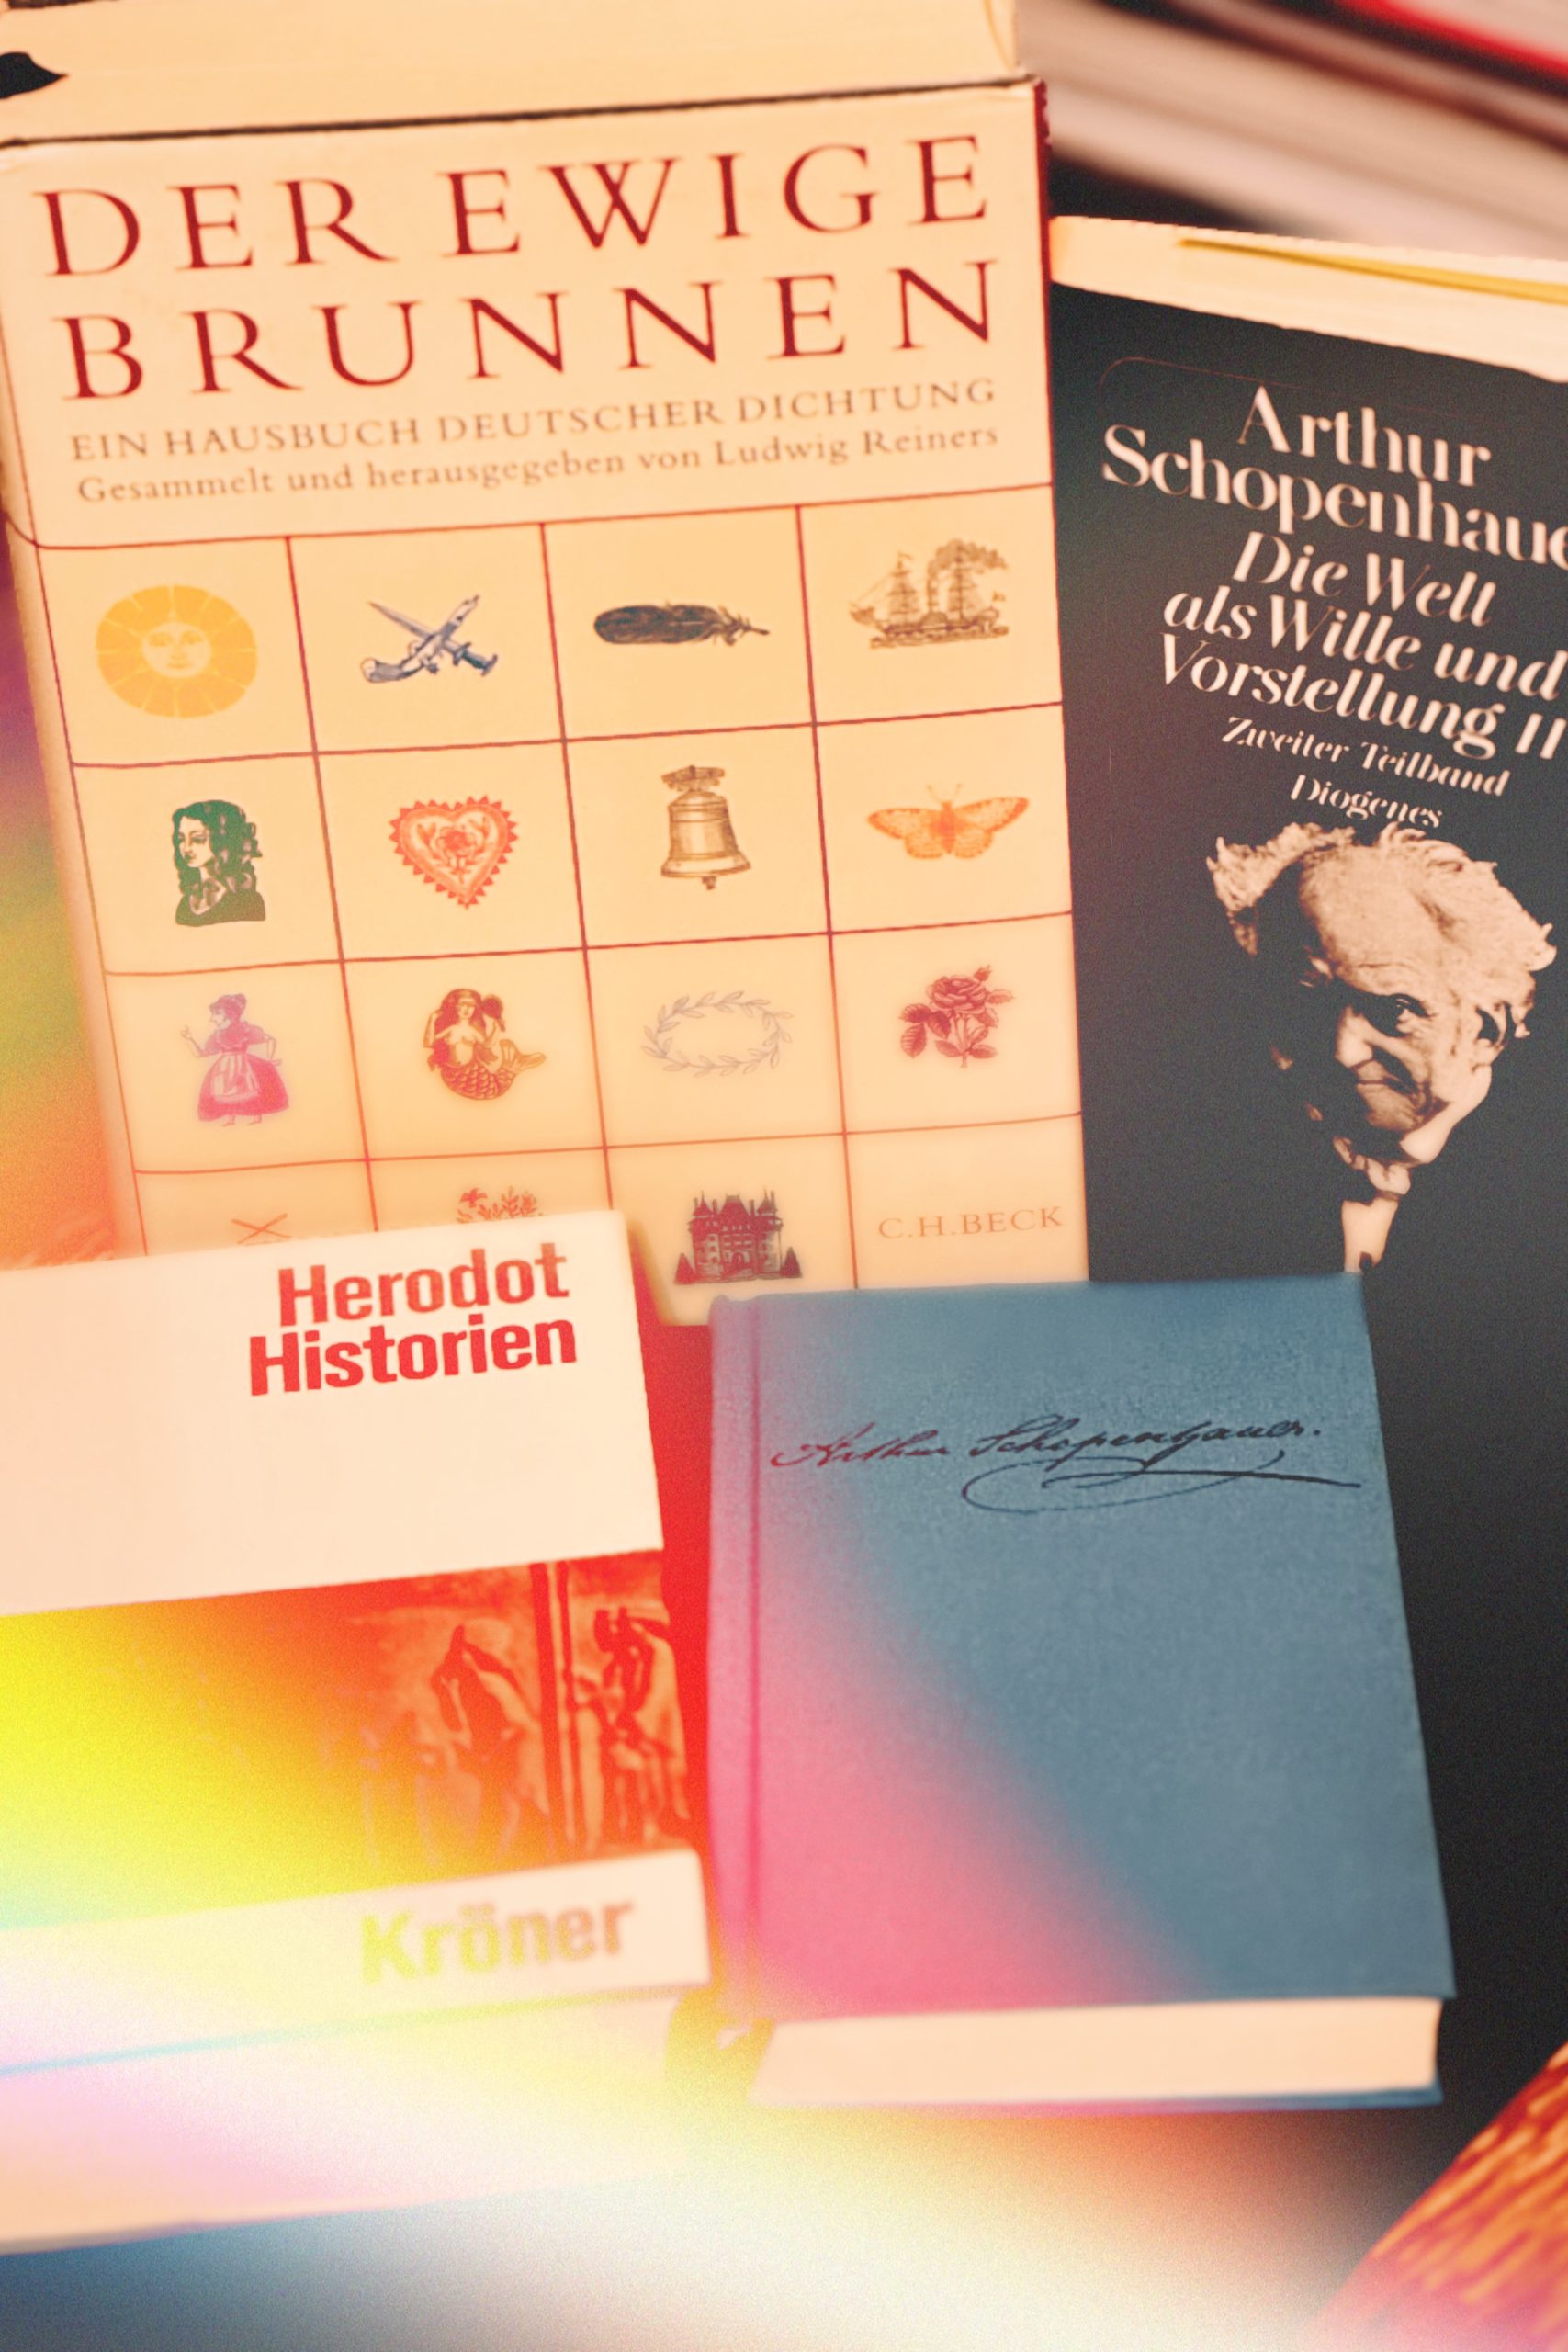 DER EWIGE
BRUNNEN
EIN HAUSBUCH DEUTSCHER DICHTUNG
Gesammelt und herausgegeben von Ludwig Reiners
C.H.BECK
Arthur
Schopenhaue
Die Welt
als Wille und
Vorstellung II
Zweiter Teilband
Diogenes
Herodot
Historien
Kröner
Arthur Schopenhauer.